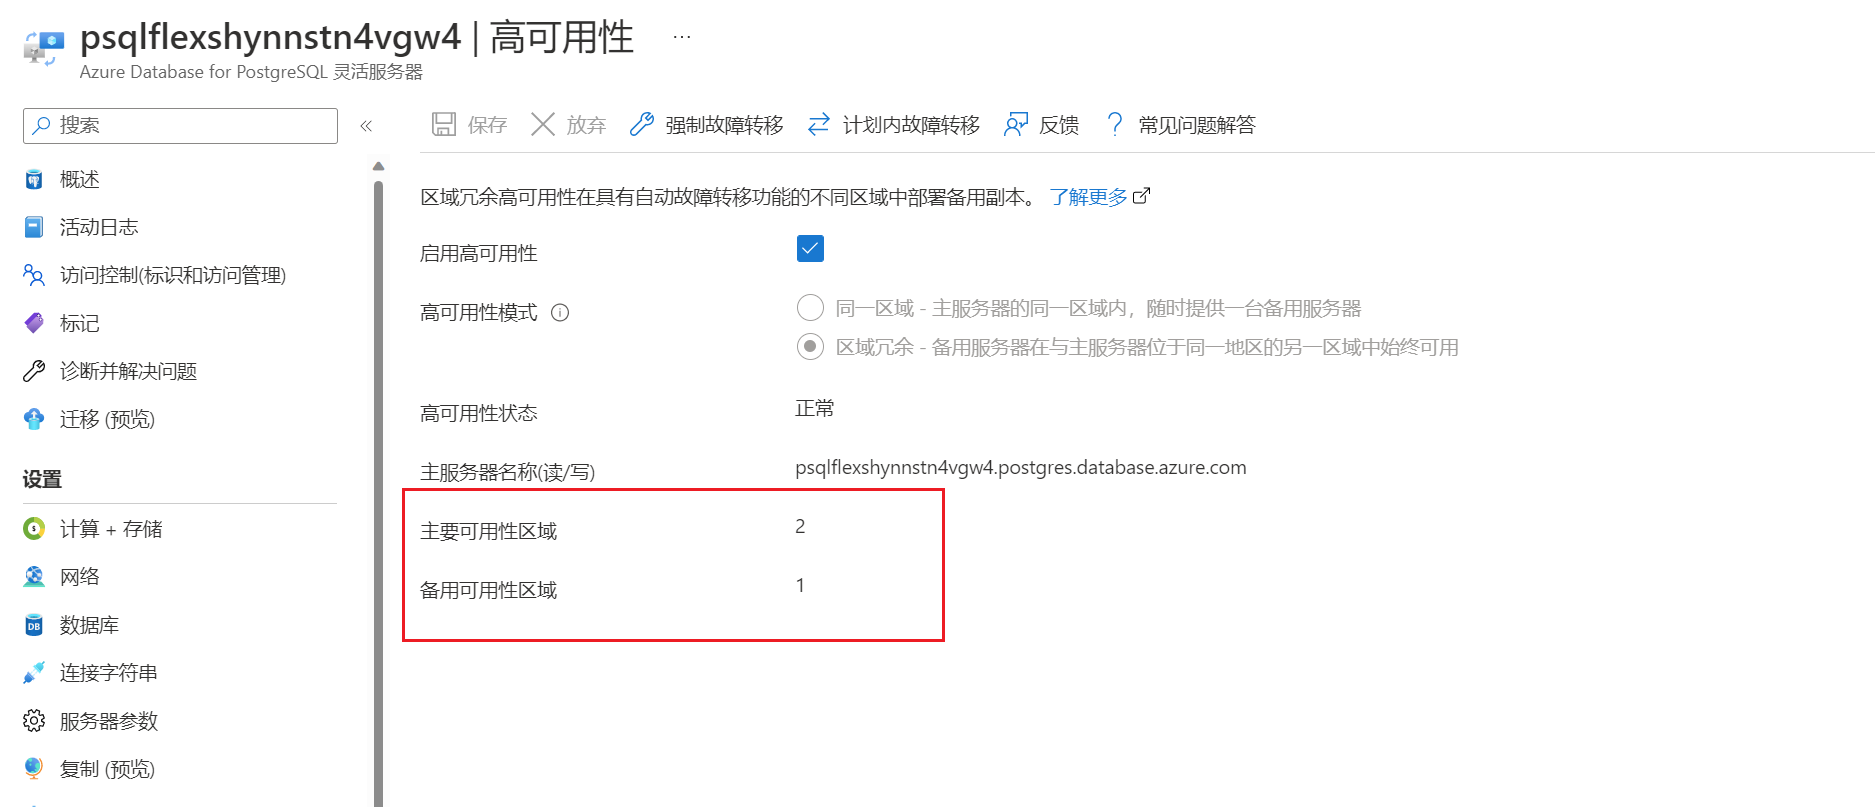 psqlflexshynnstn4vgw4 | 高可用性 ...
Azure Database for PostgreSQL 灵活服务器
搜索
«
保存
放弃
强制故障转移
计划内故障转移
反馈
常见问题解答
概述
活动日志
访问控制(标识和访问管理)
标记
诊断并解决问题
迁移 (预览)
设置
计算 + 存储
网络
数据库
连接字符串
服务器参数
复制 (预览)
区域冗余高可用性在具有自动故障转移功能的不同区域中部署备用副本。 了解更多
启用高可用性
高可用性模式
同一区域 - 主服务器的同一区域内，随时提供一台备用服务器
区域冗余 - 备用服务器在与主服务器位于同一地区的另一区域中始终可用
高可用性状态 正常
主服务器名称(读/写) psqlflexshynnstn4vgw4.postgres.database.azure.com
主要可用性区域 2
备用可用性区域 1